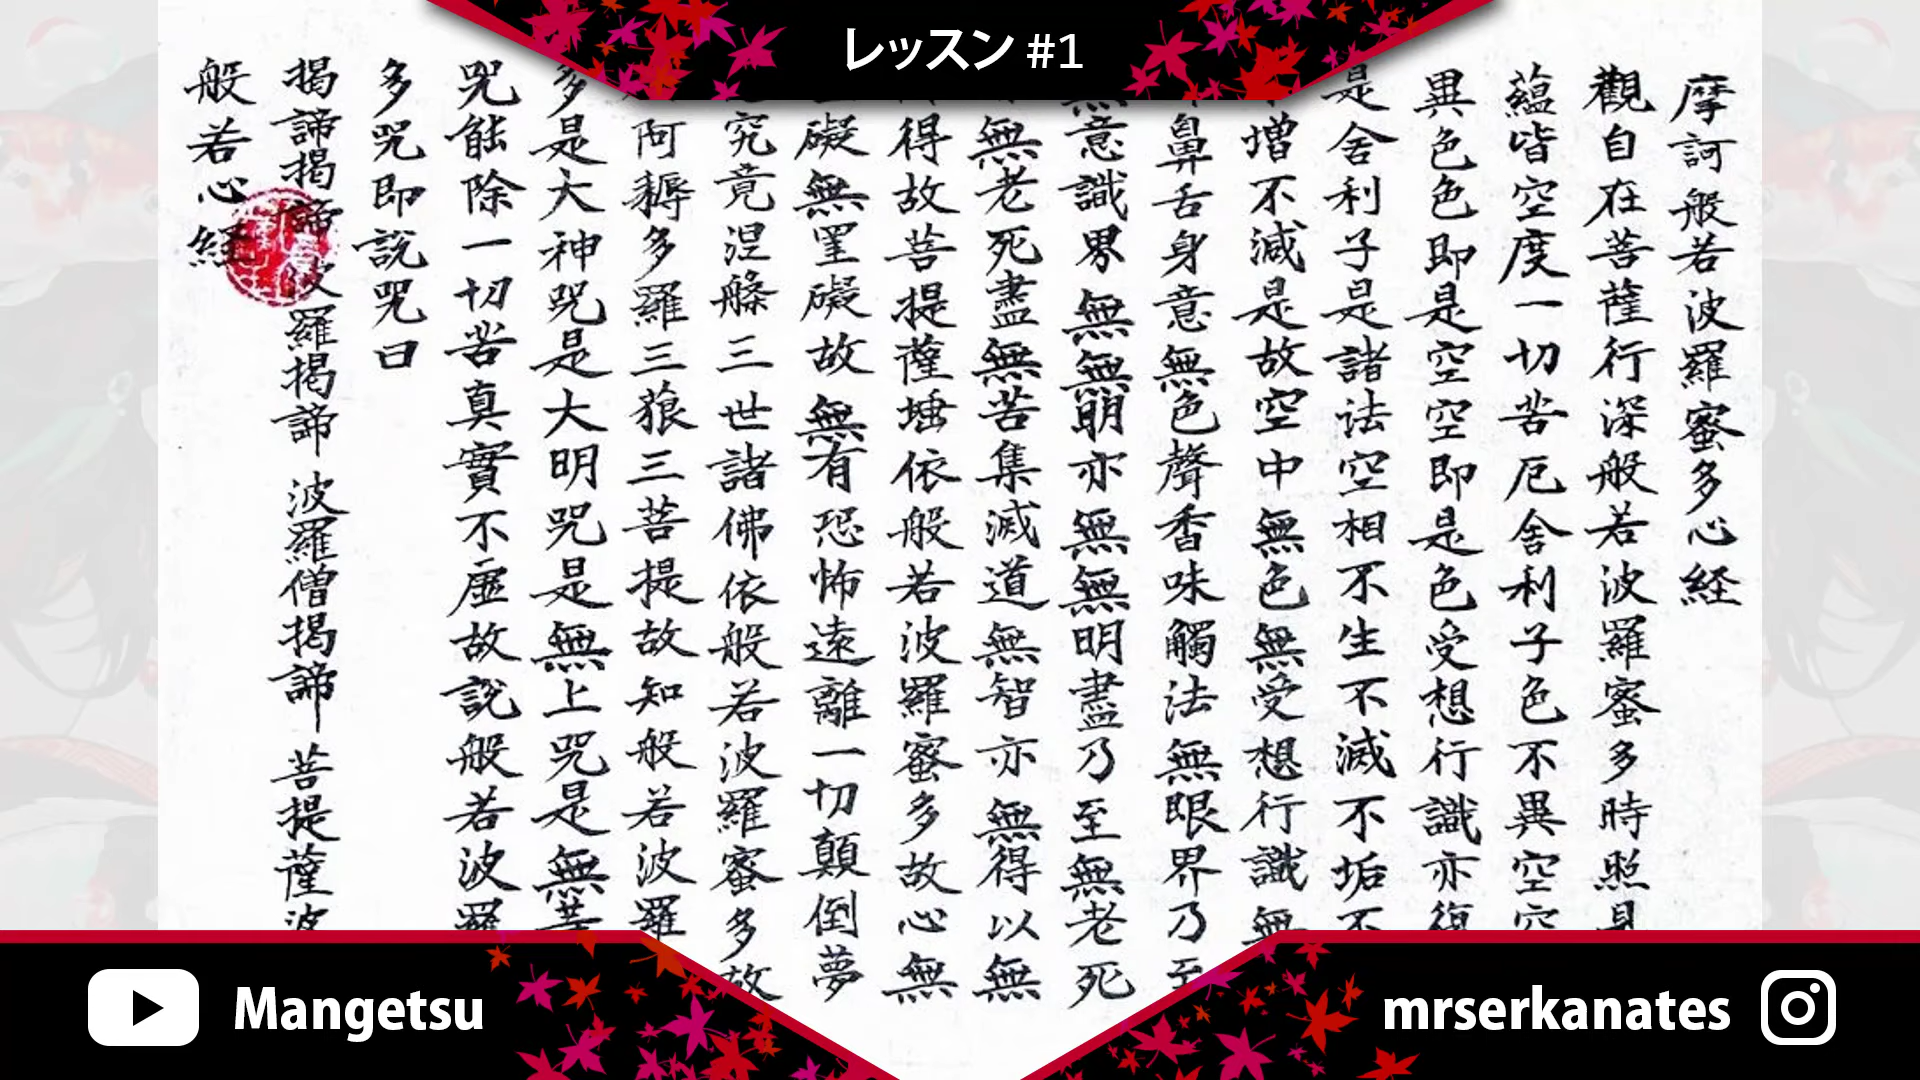 レッスン #1
摩訶般若波羅蜜多心経
觀自在菩薩行深般若波羅蜜多時照見
蘊皆空度一切苦厄舍利子色不異空空
異色色即是空空即是色受想行識亦復
是舍利子是諸法空相不生不滅不垢不
增不減是故空中無色無受想行識無
鼻舌身意無色聲香味觸法無眼界乃至
無意識界無無明亦無無明盡乃至無老死
無老死盡無苦集滅道無智亦無得以無
得故菩提薩埵依般若波羅蜜多故心無
礙無罣礙故無有恐怖遠離一切顛倒夢
究竟涅槃三世諸佛依般若波羅蜜多故
阿耨多羅三藐三菩提故知般若波羅
多是大神咒是大明咒是無上咒是無等
咒能除一切苦真實不虛故說般若波羅
多咒即說咒曰
揭諦揭諦波羅揭諦 波羅僧揭諦 菩提薩婆
般若心経
Mangetsu
mrserkanates